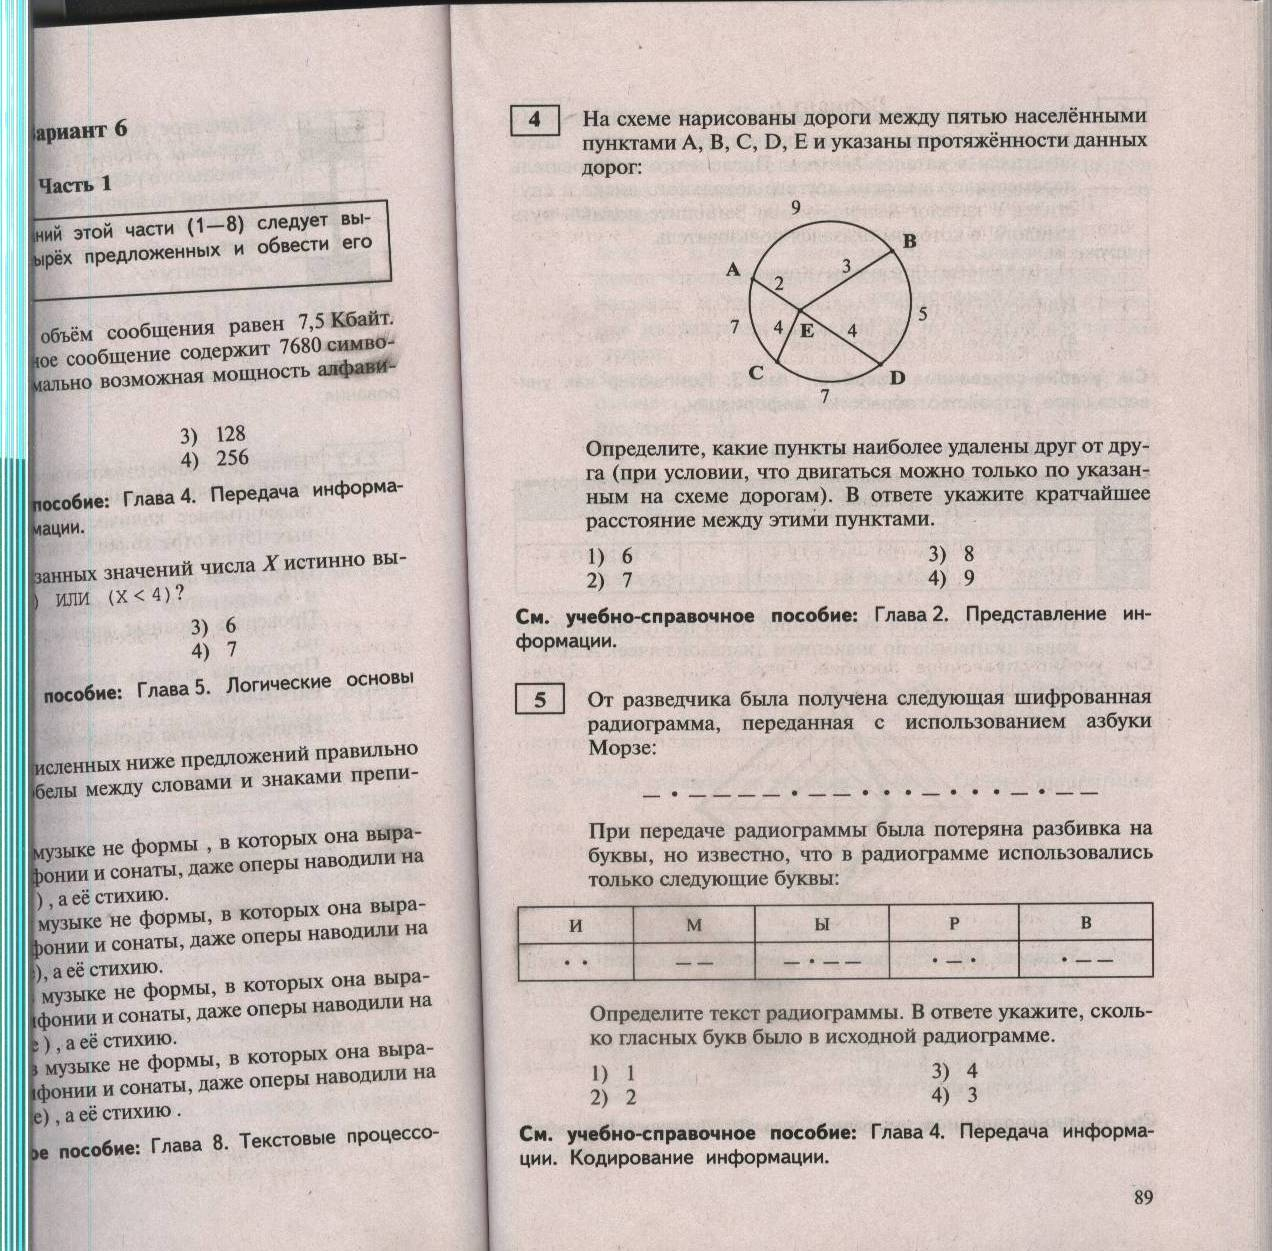 Вариант 6
Часть 1
ний этой части (1—8) следует вы-
ырёх предложенных и обвести его
объём сообщения равен 7,5 Кбайт.
ное сообщение содержит 7680 симво-
мально возможная мощность алфави-
3) 128
4) 256
пособие: Глава 4. Передача информа-
мации.
занных значений числа X истинно вы-
) ИЛИ (X < 4)?
3) 6
4) 7
пособие: Глава 5. Логические основы
исленных ниже предложений правильно
белы между словами и знаками препи-
музыке не формы , в которых она выра-
фонии и сонаты, даже оперы наводили на
) , а её стихию.
музыке не формы, в которых она выра-
фонии и сонаты, даже оперы наводили на
), а её стихию.
музыке не формы, в которых она выра-
фонии и сонаты, даже оперы наводили на
е ) , а её стихию.
в музыке не формы, в которых она выра-
мфонии и сонаты, даже оперы наводили на
е) , а её стихию .
ое пособие: Глава 8. Текстовые процессо-
4 На схеме нарисованы дороги между пятью населёнными
пунктами A, B, C, D, E и указаны протяжённости данных
дорог:
9
B
3
A
2
7
4
E
4
5
C
D
7
Определите, какие пункты наиболее удалены друг от дру-
га (при условии, что двигаться можно только по указан-
ным на схеме дорогам). В ответе укажите кратчайшее
расстояние между этими пунктами.
1) 6 3) 8
2) 7 4) 9
См. учебно-справочное пособие: Глава 2. Представление ин-
формации.
5 От разведчика была получена следующая шифрованная
радиограмма, переданная с использованием азбуки
Морзе:
— • — — — — • — — • • • — • • • — • — —
При передаче радиограммы была потеряна разбивка на
буквы, но известно, что в радиограмме использовались
только следующие буквы:
И М Ы Р В
• • — — — • — — • — • • — —
Определите текст радиограммы. В ответе укажите, сколь-
ко гласных букв было в исходной радиограмме.
1) 1 3) 4
2) 2 4) 3
См. учебно-справочное пособие: Глава 4. Передача информа-
ции. Кодирование информации.
89